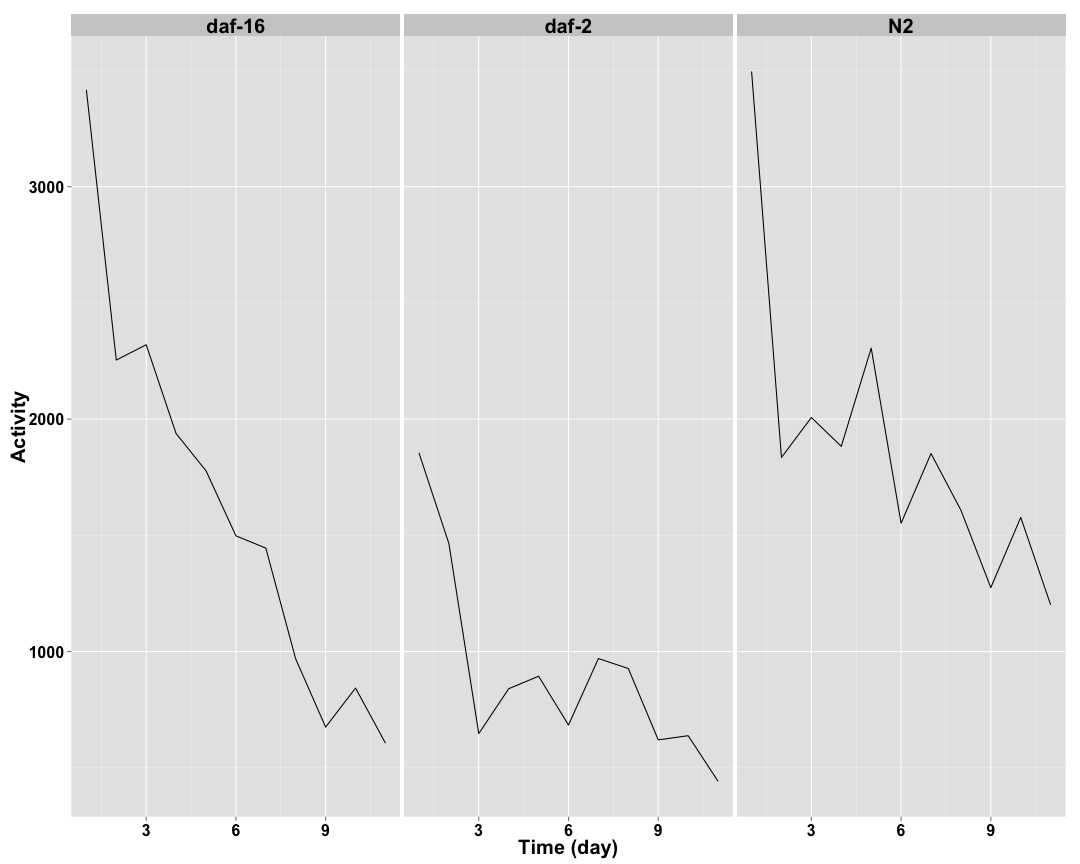 daf-16 daf-2 N2
Activity
3000
2000
1000
3 6 9 3 6 9 3 6 9
Time (day)